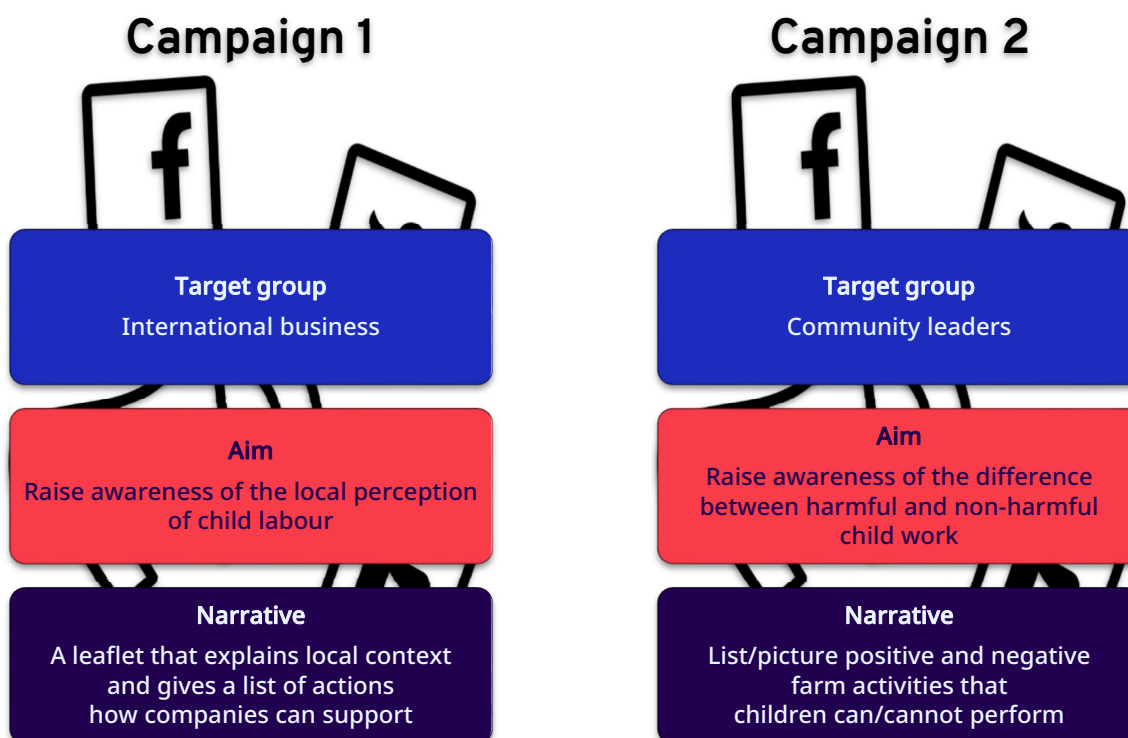 Campaign 1
Target group
International business
Aim
Raise awareness of the local perception
of child labour
Narrative
A leaflet that explains local context
and gives a list of actions
how companies can support
Campaign 2
Target group
Community leaders
Aim
Raise awareness of the difference
between harmful and non-harmful
child work
Narrative
List/picture positive and negative
farm activities that
children can/cannot perform